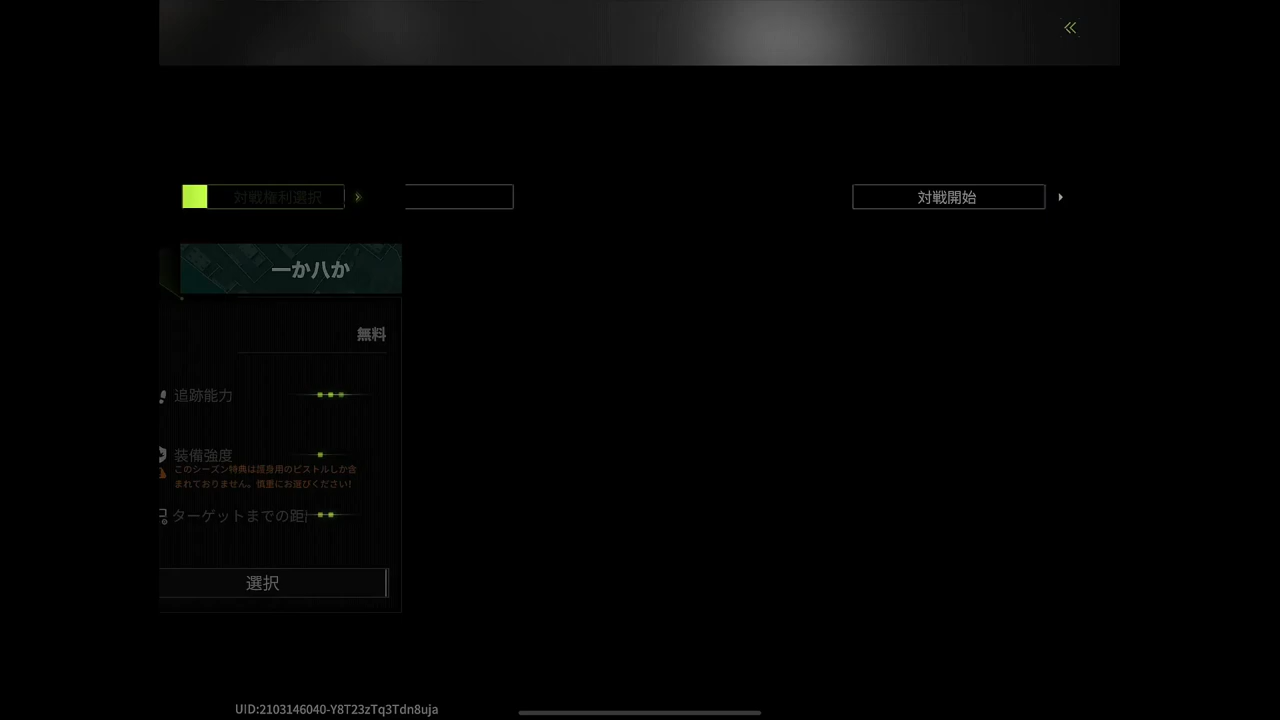 対戦権利選択
対戦開始
一か八か
無料
追跡能力
装備強度
このシーズン特典は護身用のピストルしか含
まれておりません。慎重にお選びください!
ターゲットまでの距
選択
UID:2103146040-Y8T23zTq3Tdn8uja